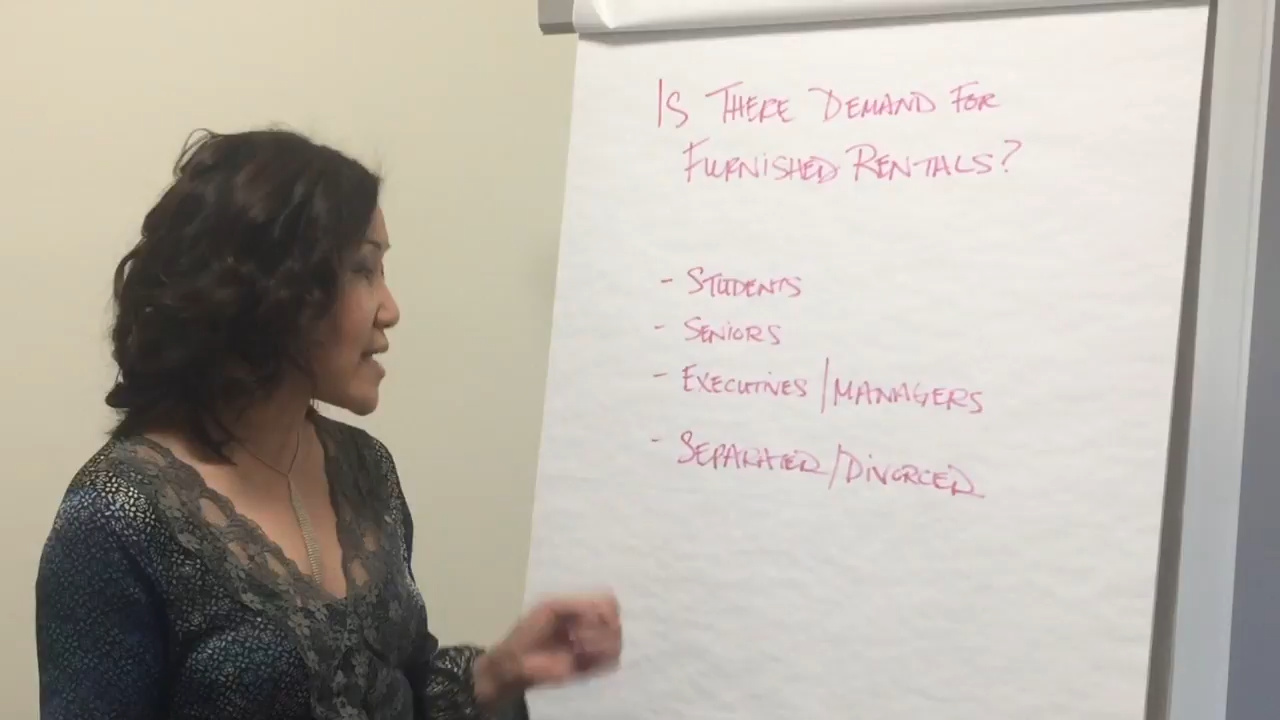 IS THERE DEMAND FOR
FURNISHED RENTALS?
- STUDENTS
- SENIORS
- EXECUTIVES/MANAGERS
- SEPARATED/DIVORCED